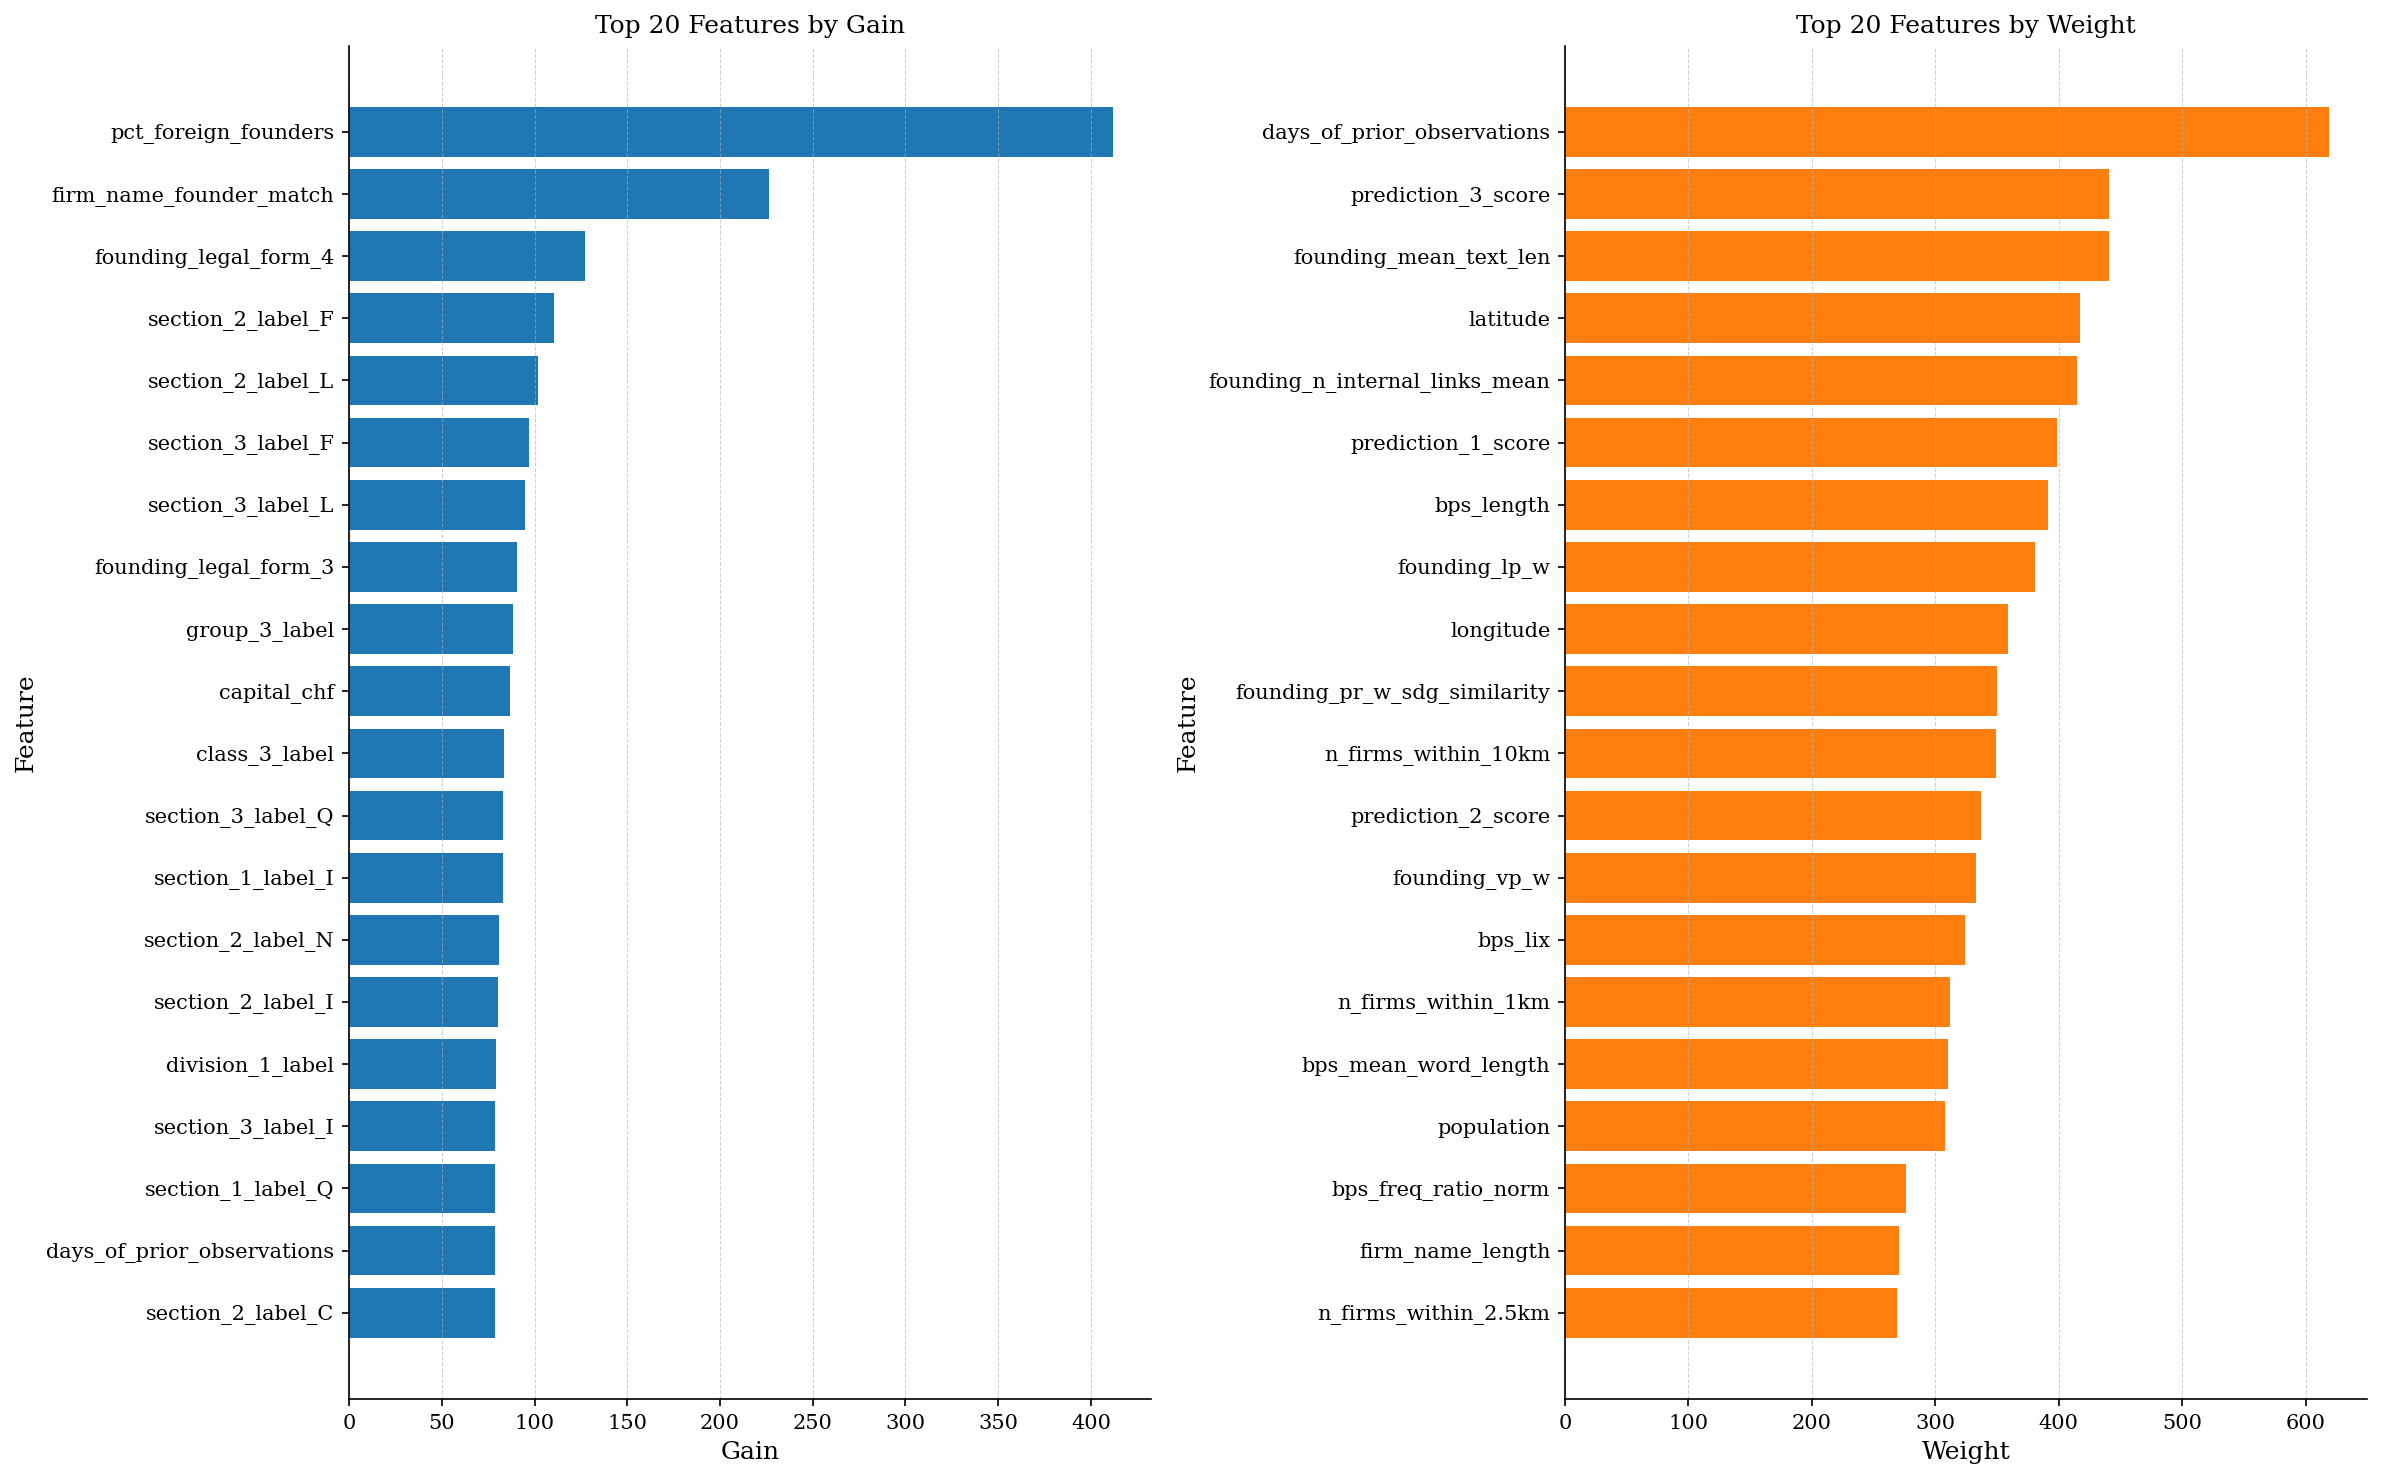 Top 20 Features by Gain
Feature
pct_foreign_founders
firm_name_founder_match
founding_legal_form_4
section_2_label_F
section_2_label_L
section_3_label_F
section_3_label_L
founding_legal_form_3
group_3_label
capital_chf
class_3_label
section_3_label_Q
section_1_label_I
section_2_label_N
section_2_label_I
division_1_label
section_3_label_I
section_1_label_Q
days_of_prior_observations
section_2_label_C
0 50 100 150 200 250 300 350 400
Gain
Top 20 Features by Weight
Feature
days_of_prior_observations
prediction_3_score
founding_mean_text_len
latitude
founding_n_internal_links_mean
prediction_1_score
bps_length
founding_lp_w
longitude
founding_pr_w_sdg_similarity
n_firms_within_10km
prediction_2_score
founding_vp_w
bps_lix
n_firms_within_1km
bps_mean_word_length
population
bps_freq_ratio_norm
firm_name_length
n_firms_within_2.5km
0 100 200 300 400 500 600
Weight